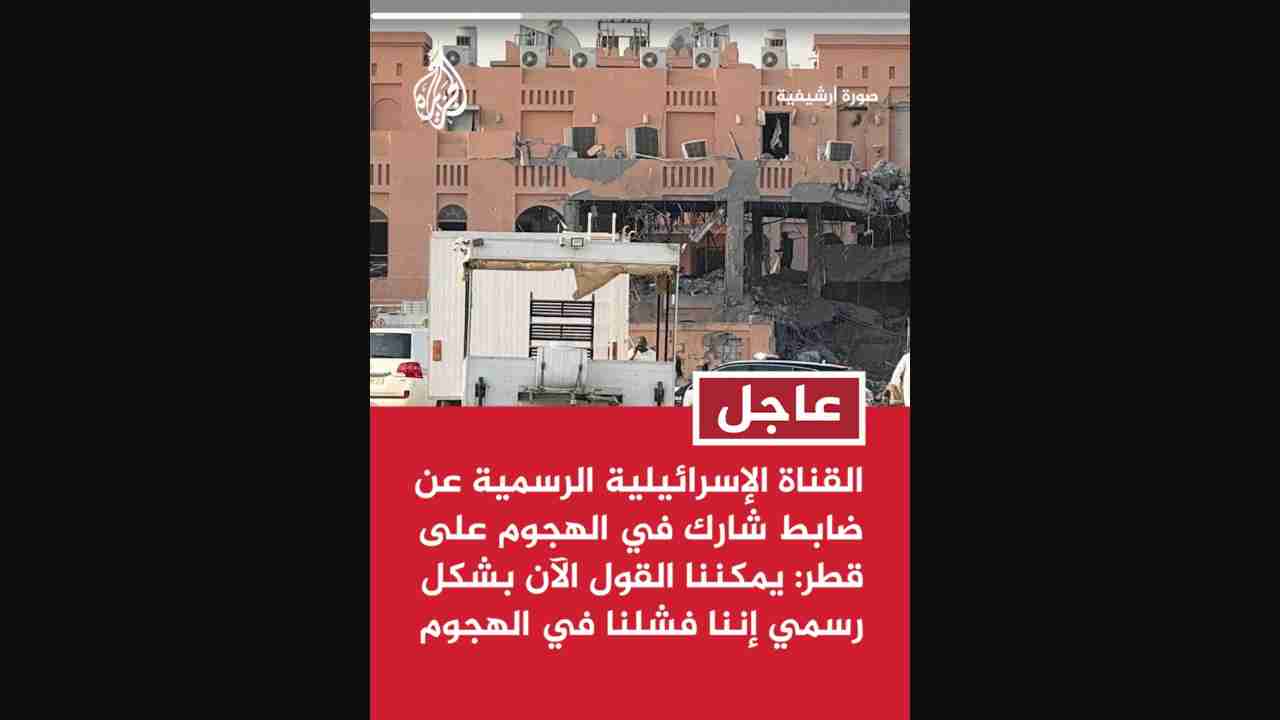 الجزيرة
صورة أرشيفية
عاجل
القناة الإسرائيلية الرسمية عن
ضابط شارك في الهجوم على
قطر: يمكننا القول الآن بشكل
رسمي إننا فشلنا في الهجوم